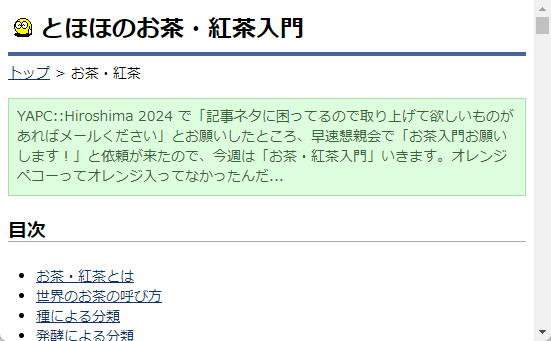 とほほのお茶・紅茶入門
トップ > お茶・紅茶
YAPC::Hiroshima 2024 で「記事ネタに困ってるので取り上げて欲しいものが
あればメールください」とお願いしたところ、早速懇親会で「お茶入門お願い
します！」と依頼が来たので、今週は「お茶・紅茶入門」いきます。オレンジ
ペコーってオレンジ入ってなかったんだ...
目次
お茶・紅茶とは
世界のお茶の呼び方
種による分類
発酵による分類